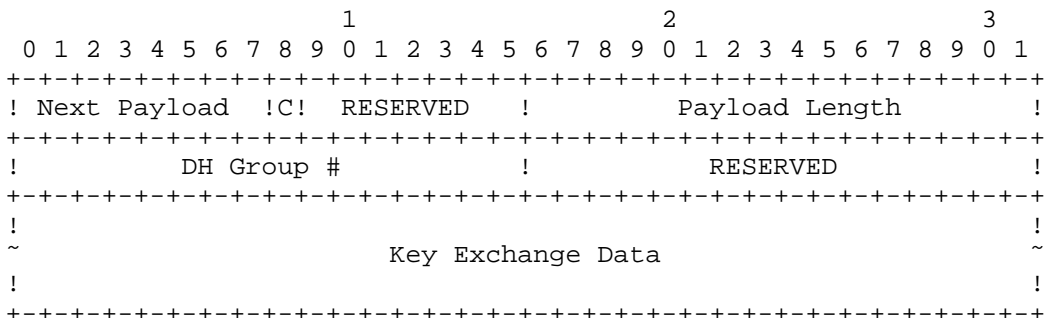 1                   2                   3
 0 1 2 3 4 5 6 7 8 9 0 1 2 3 4 5 6 7 8 9 0 1 2 3 4 5 6 7 8 9 0 1
+-+-+-+-+-+-+-+-+-+-+-+-+-+-+-+-+-+-+-+-+-+-+-+-+-+-+-+-+-+-+-+-+
! Next Payload  !C!  RESERVED   !         Payload Length        !
+-+-+-+-+-+-+-+-+-+-+-+-+-+-+-+-+-+-+-+-+-+-+-+-+-+-+-+-+-+-+-+-+
!          DH Group #           !           RESERVED            !
+-+-+-+-+-+-+-+-+-+-+-+-+-+-+-+-+-+-+-+-+-+-+-+-+-+-+-+-+-+-+-+-+
!                                                               !
~                       Key Exchange Data                       ~
!                                                               !
+-+-+-+-+-+-+-+-+-+-+-+-+-+-+-+-+-+-+-+-+-+-+-+-+-+-+-+-+-+-+-+-+